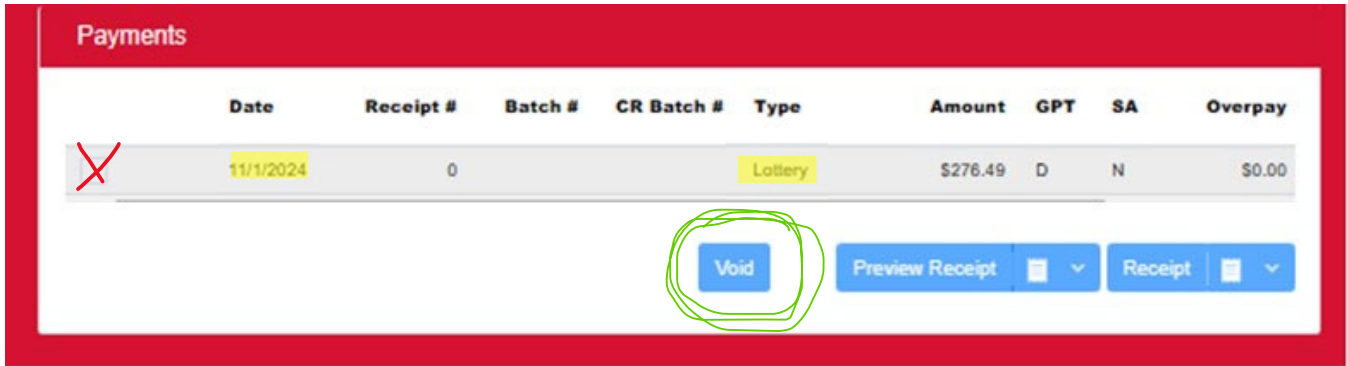 Payments
Date Receipt # Batch # CR Batch # Type Amount GPT SA Overpay
11/1/2024 0 Lottery $276.49 D N $0.00
Void Preview Receipt Receipt